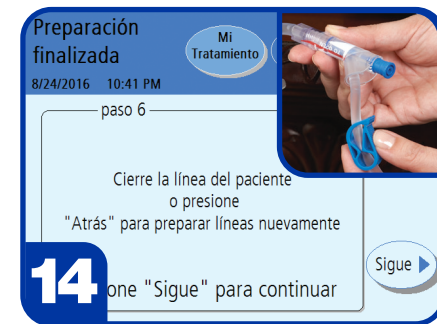 Preparación
finalizada
Mi
Tratamiento
8/24/2016 10:41 PM
paso 6
Cierre la línea del paciente
o presione
"Atrás" para preparar líneas nuevamente
14
one "Sigue" para continuar
Sigue